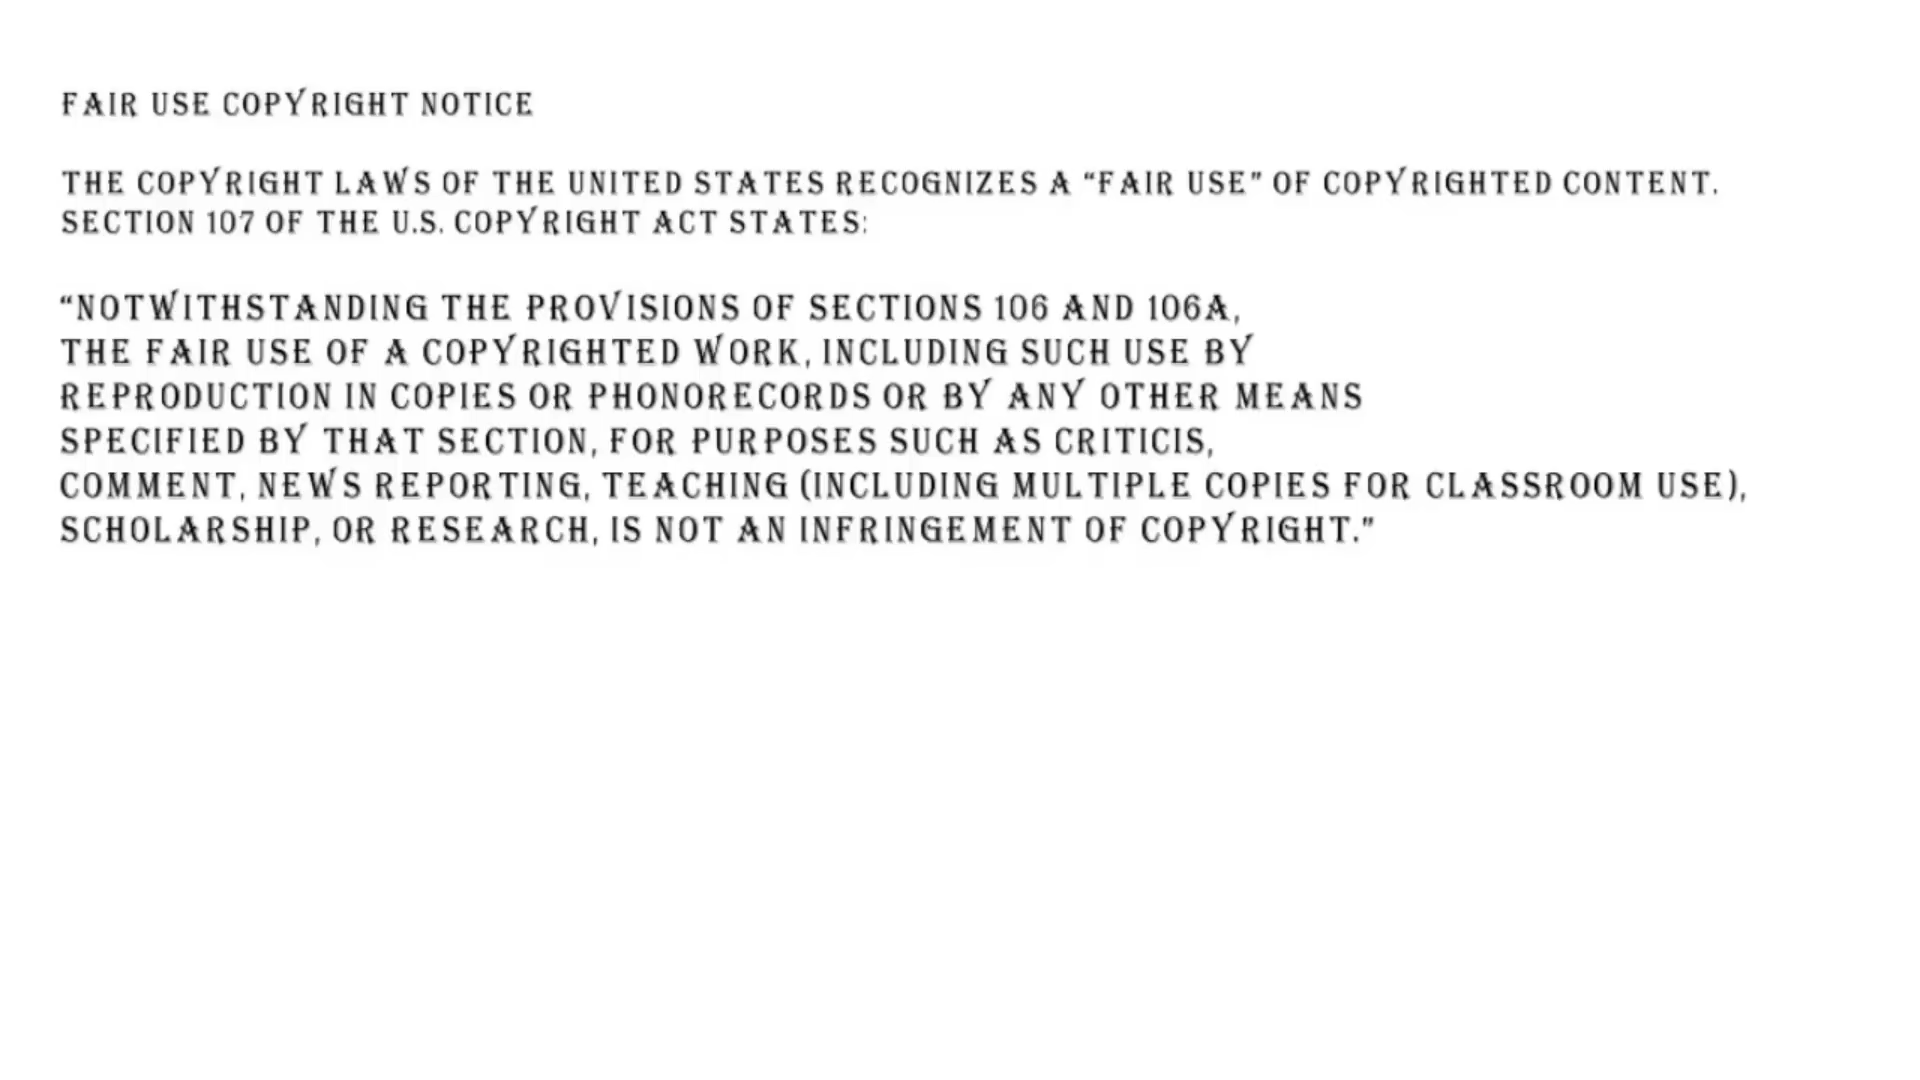 FAIR USE COPYRIGHT NOTICE
THE COPYRIGHT LAWS OF THE UNITED STATES RECOGNIZES A “FAIR USE” OF COPYRIGHTED CONTENT.
SECTION 107 OF THE U.S. COPYRIGHT ACT STATES:
“NOTWITHSTANDING THE PROVISIONS OF SECTIONS 106 AND 106A,
THE FAIR USE OF A COPYRIGHTED WORK, INCLUDING SUCH USE BY
REPRODUCTION IN COPIES OR PHONORECORDS OR BY ANY OTHER MEANS
SPECIFIED BY THAT SECTION, FOR PURPOSES SUCH AS CRITICIS,
COMMENT, NEWS REPORTING, TEACHING (INCLUDING MULTIPLE COPIES FOR CLASSROOM USE),
SCHOLARSHIP, OR RESEARCH, IS NOT AN INFRINGEMENT OF COPYRIGHT.”